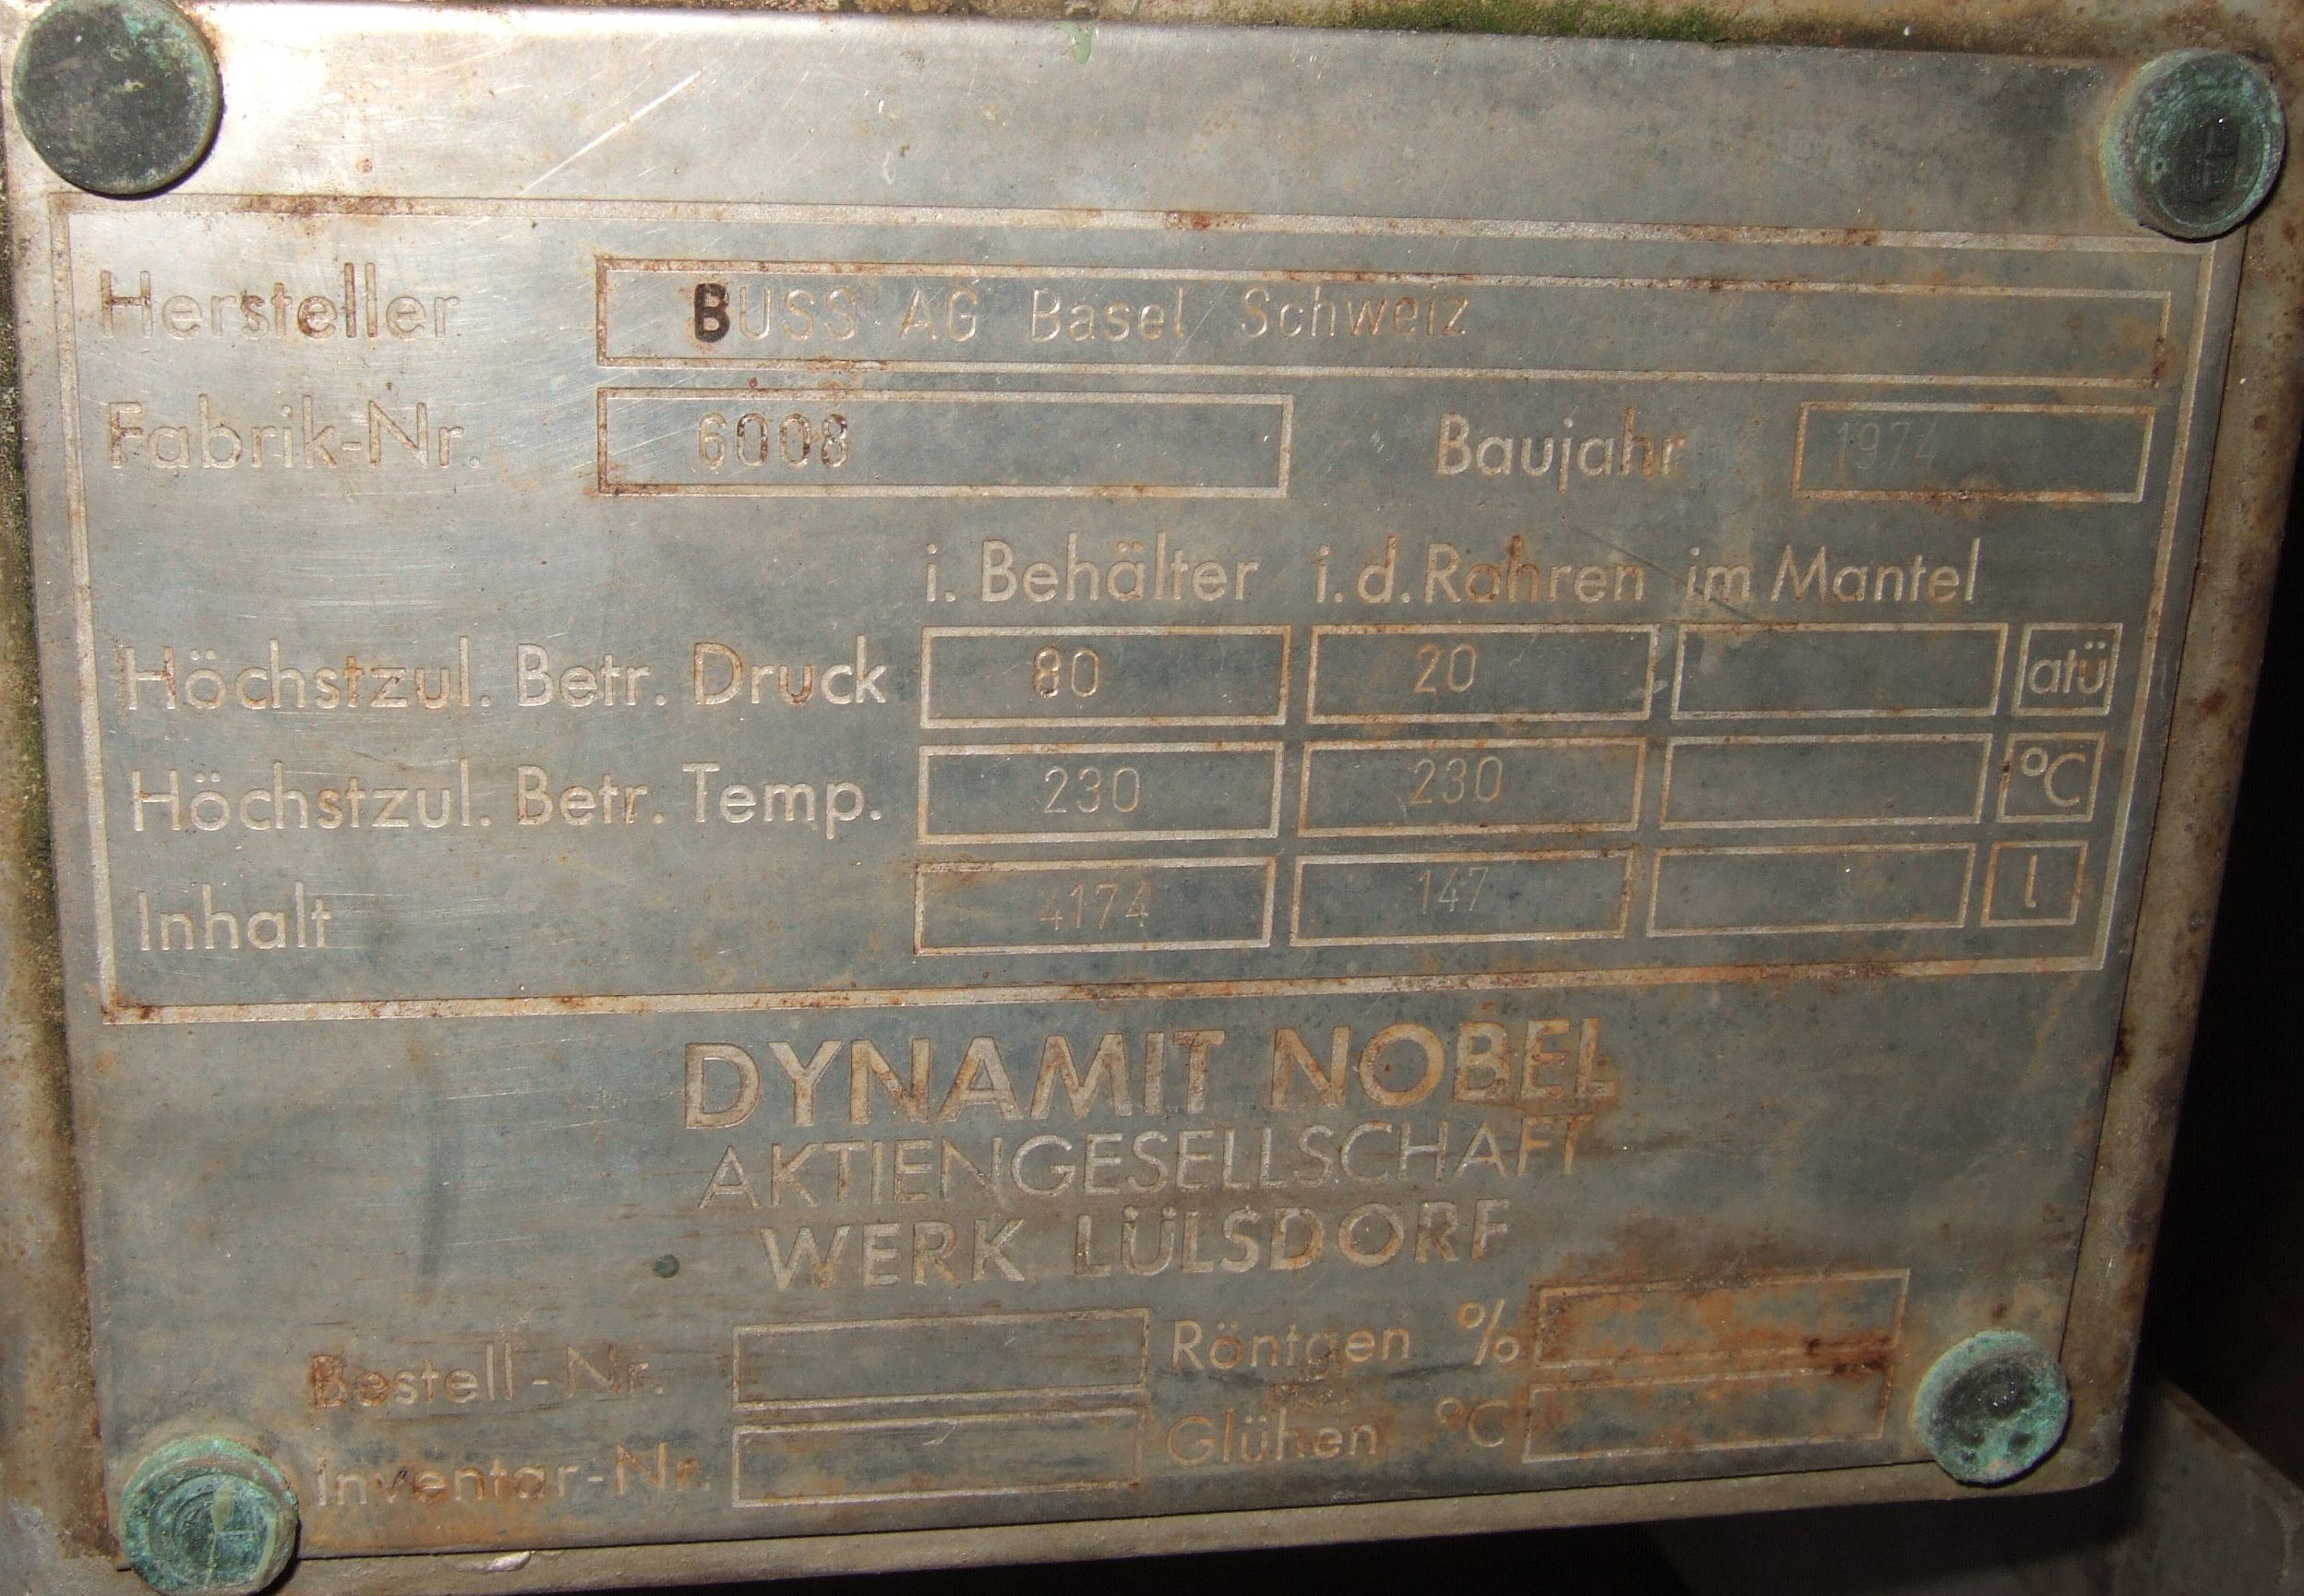 Hersteller BUSS AG Basel Schweiz
Fabrik-Nr. 6008 Baujahr 1974
i. Behälter i.d.Rohren im Mantel
Höchstzul. Betr. Druck 80 20 atü
Höchstzul. Betr. Temp. 230 230 °C
Inhalt 4174 147 l
DYNAMIT NOBEL
AKTIENGESELLSCHAFT
WERK LÜLSDORF
Bestell-Nr. Röntgen %
Inventar-Nr. Glühen °C